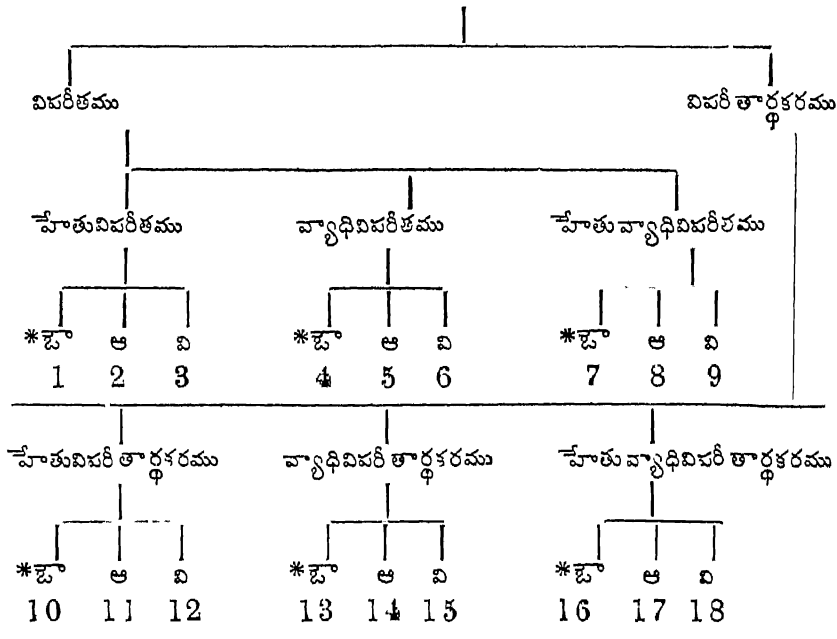 విపరీతము విపరీతార్థకరము
హేతువిపరీతము వ్యాధివిపరీతము హేతువ్యాధివిపరీతము
*ఔ ఆ వి *ఔ ఆ వి *ఔ ఆ వి
1 2 3 4 5 6 7 8 9
హేతువిపరీతార్థకరము వ్యాధివిపరీతార్థకరము హేతువ్యాధివిపరీతార్థకరము
*ఔ ఆ వి *ఔ ఆ వి *ఔ ఆ వి
10 11 12 13 14 15 16 17 18